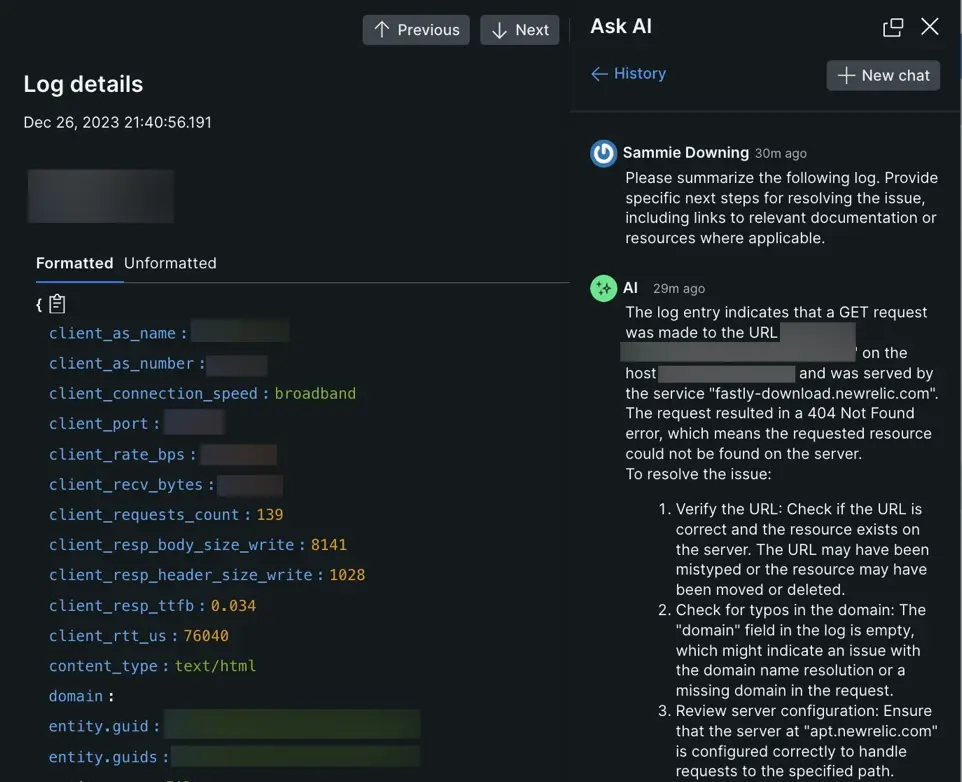 Previous
Next
Log details
Dec 26, 2023 21:40:56.191
Formatted Unformatted
{
client_as_name :
client_as_number :
client_connection_speed : broadband
client_port :
client_rate_bps :
client_recv_bytes :
client_requests_count : 139
client_resp_body_size_write : 8141
client_resp_header_size_write : 1028
client_resp_ttfb : 0.034
client_rtt_us : 76040
content_type : text/html
domain :
entity.guid :
entity.guids :
Ask AI
History
New chat
Sammie Downing 30m ago
Please summarize the following log. Provide
specific next steps for resolving the issue,
including links to relevant documentation or
resources where applicable.
AI 29m ago
The log entry indicates that a GET request
was made to the URL
' on the
host and was served by
the service "fastly-download.newrelic.com".
The request resulted in a 404 Not Found
error, which means the requested resource
could not be found on the server.
To resolve the issue:
1. Verify the URL: Check if the URL is
correct and the resource exists on
the server. The URL may have been
mistyped or the resource may have
been moved or deleted.
2. Check for typos in the domain: The
"domain" field in the log is empty,
which might indicate an issue with
the domain name resolution or a
missing domain in the request.
3. Review server configuration: Ensure
that the server at "apt.newrelic.com"
is configured correctly to handle
requests to the specified path.